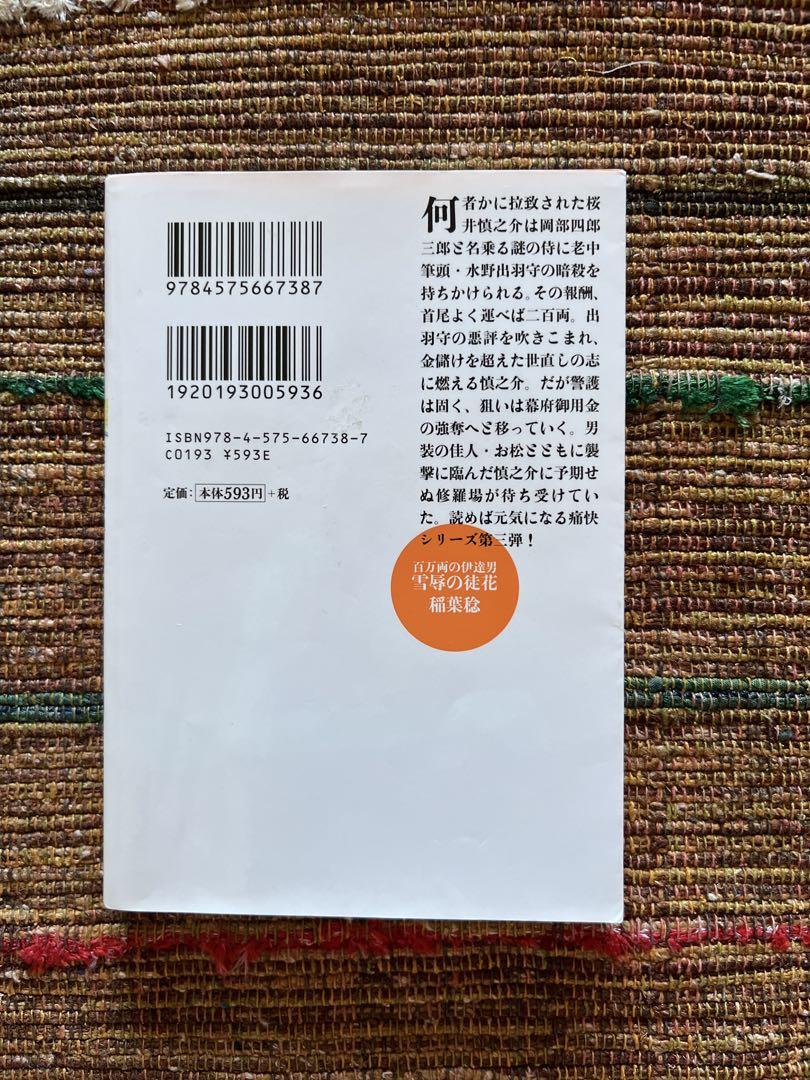 9784575667387
1920193005936
ISBN978-4-575-66738-7
C0193 ¥593E
定価：本体593円+税
何者かに拉致された桜
井慎之介は岡部四郎
三郎と名乗る謎の侍に老中
筆頭・水野出羽守の暗殺を
持ちかけられる。その報酬、
首尾よく運べば二百両。出
羽守の悪評を吹きこまれ、
金儲けを超えた世直しの志
に燃える慎之介。だが警護
は固く、狙いは幕府御用金
の強奪へと移っていく。男
装の佳人・お松とともに襲
撃に臨んだ慎之介に予期せ
ぬ修羅場が待ち受けてい
た。読めば元気になる痛快
シリーズ第三弾！
百万両の伊達男
雪辱の徒花
稲葉稔